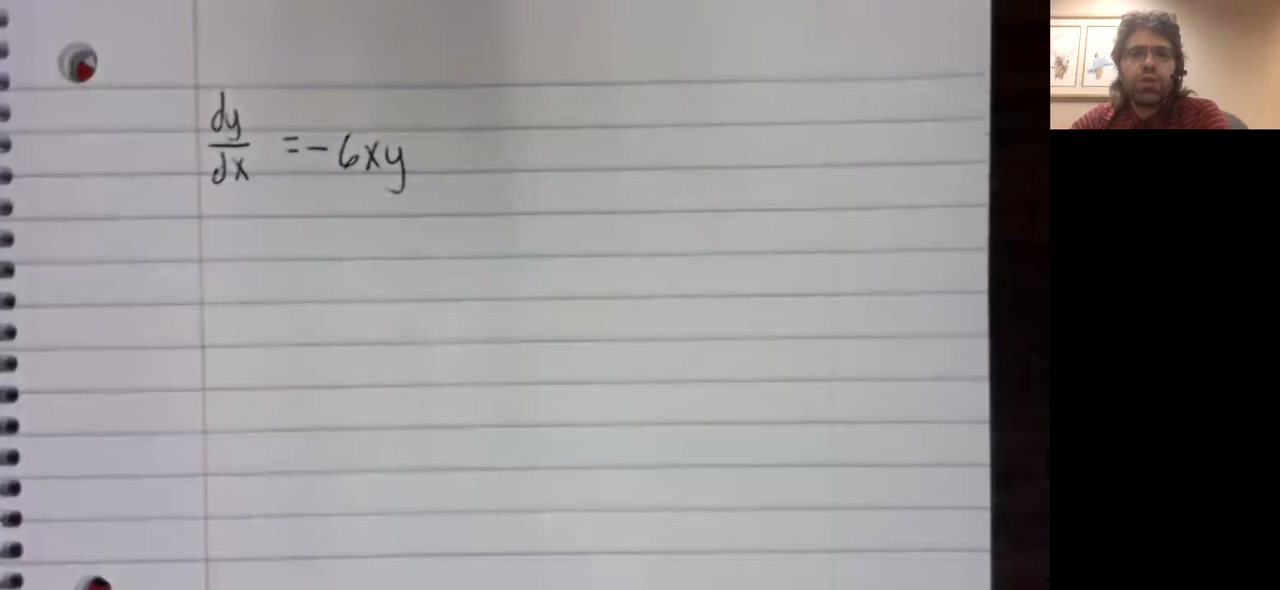 dy/dx = -6xy